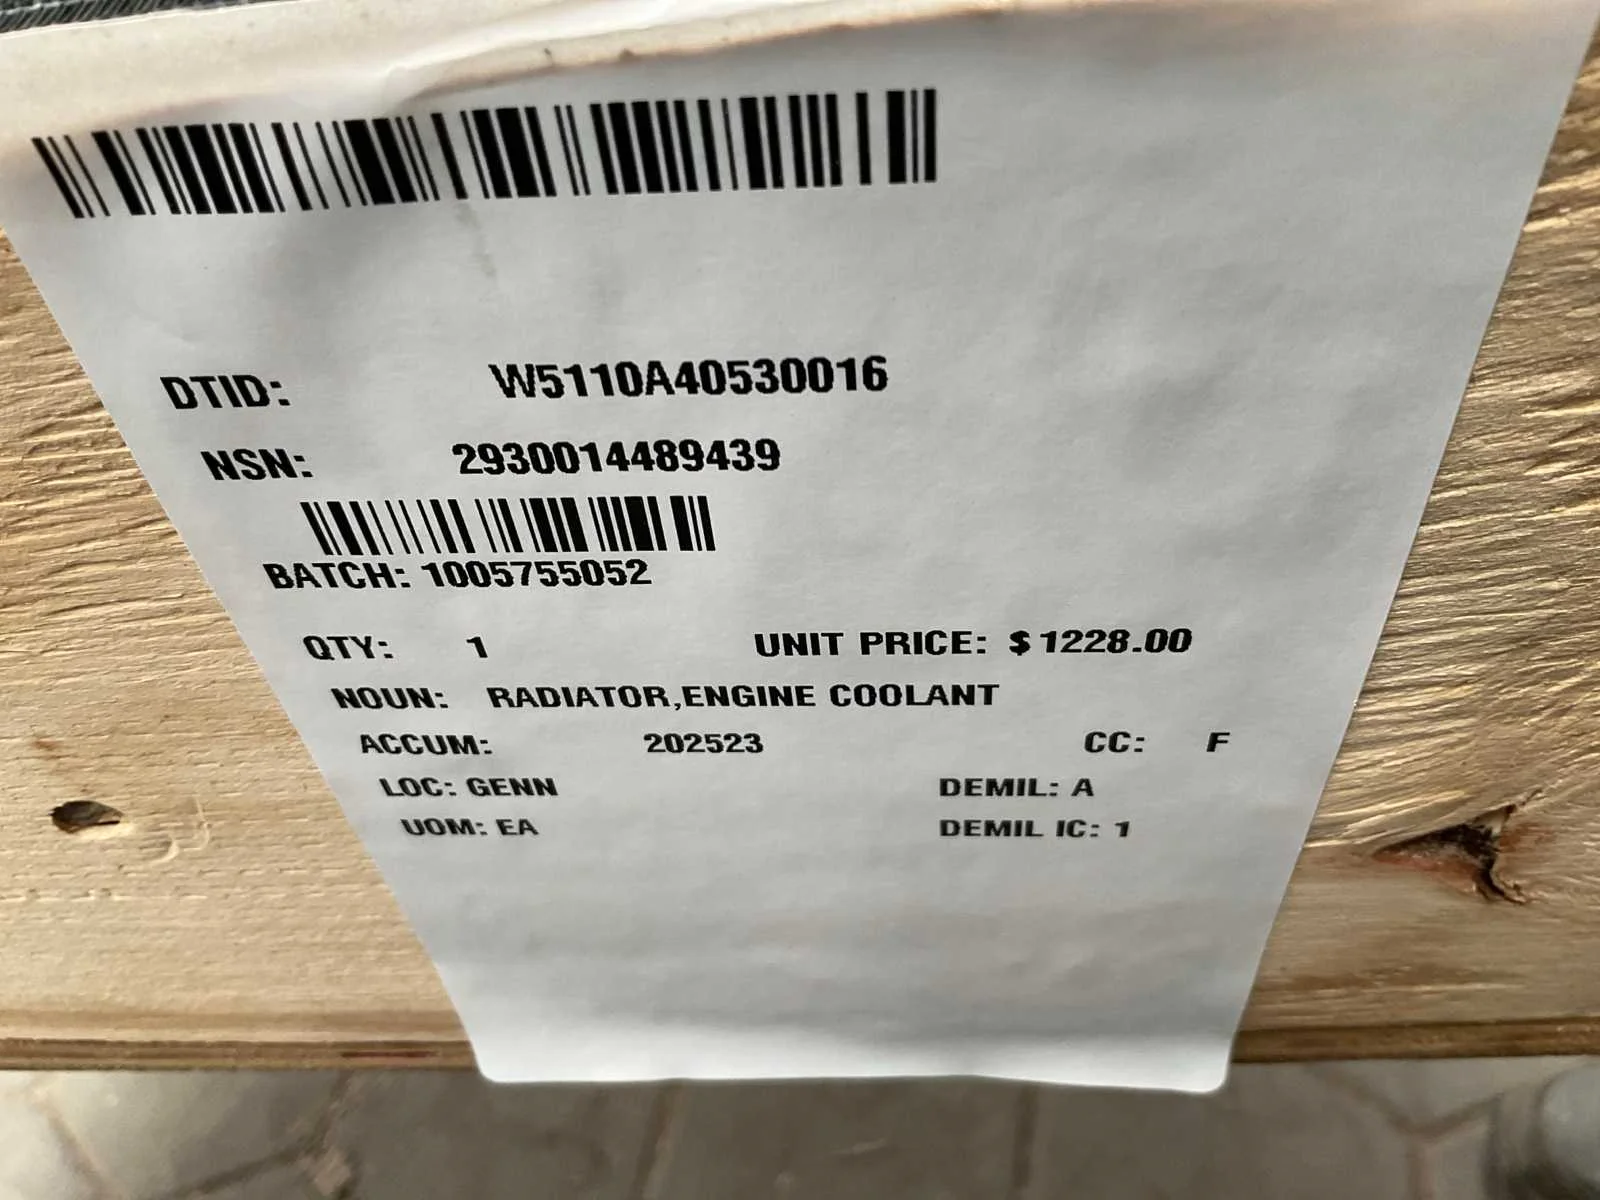 DTID: W5110A40530016
NSN: 2930014489439
BATCH: 1005755052
QTY: 1 UNIT PRICE: $ 1228.00
NOUN: RADIATOR,ENGINE COOLANT
ACCUM: 202523 CC: F
LOC: GENN DEMIL: A
UOM: EA DEMIL IC: 1